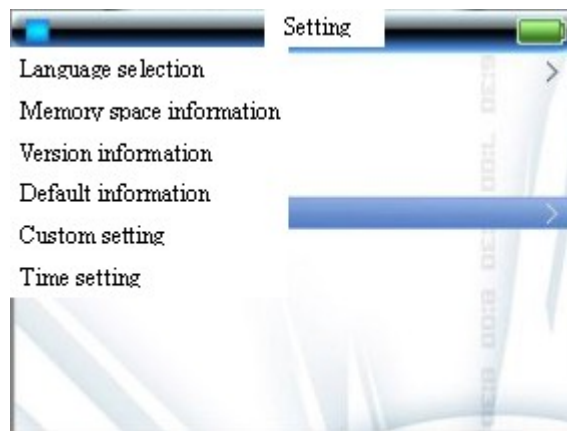 Setting
Language selection
Memory space information
Version information
Default information
Custom setting
Time setting